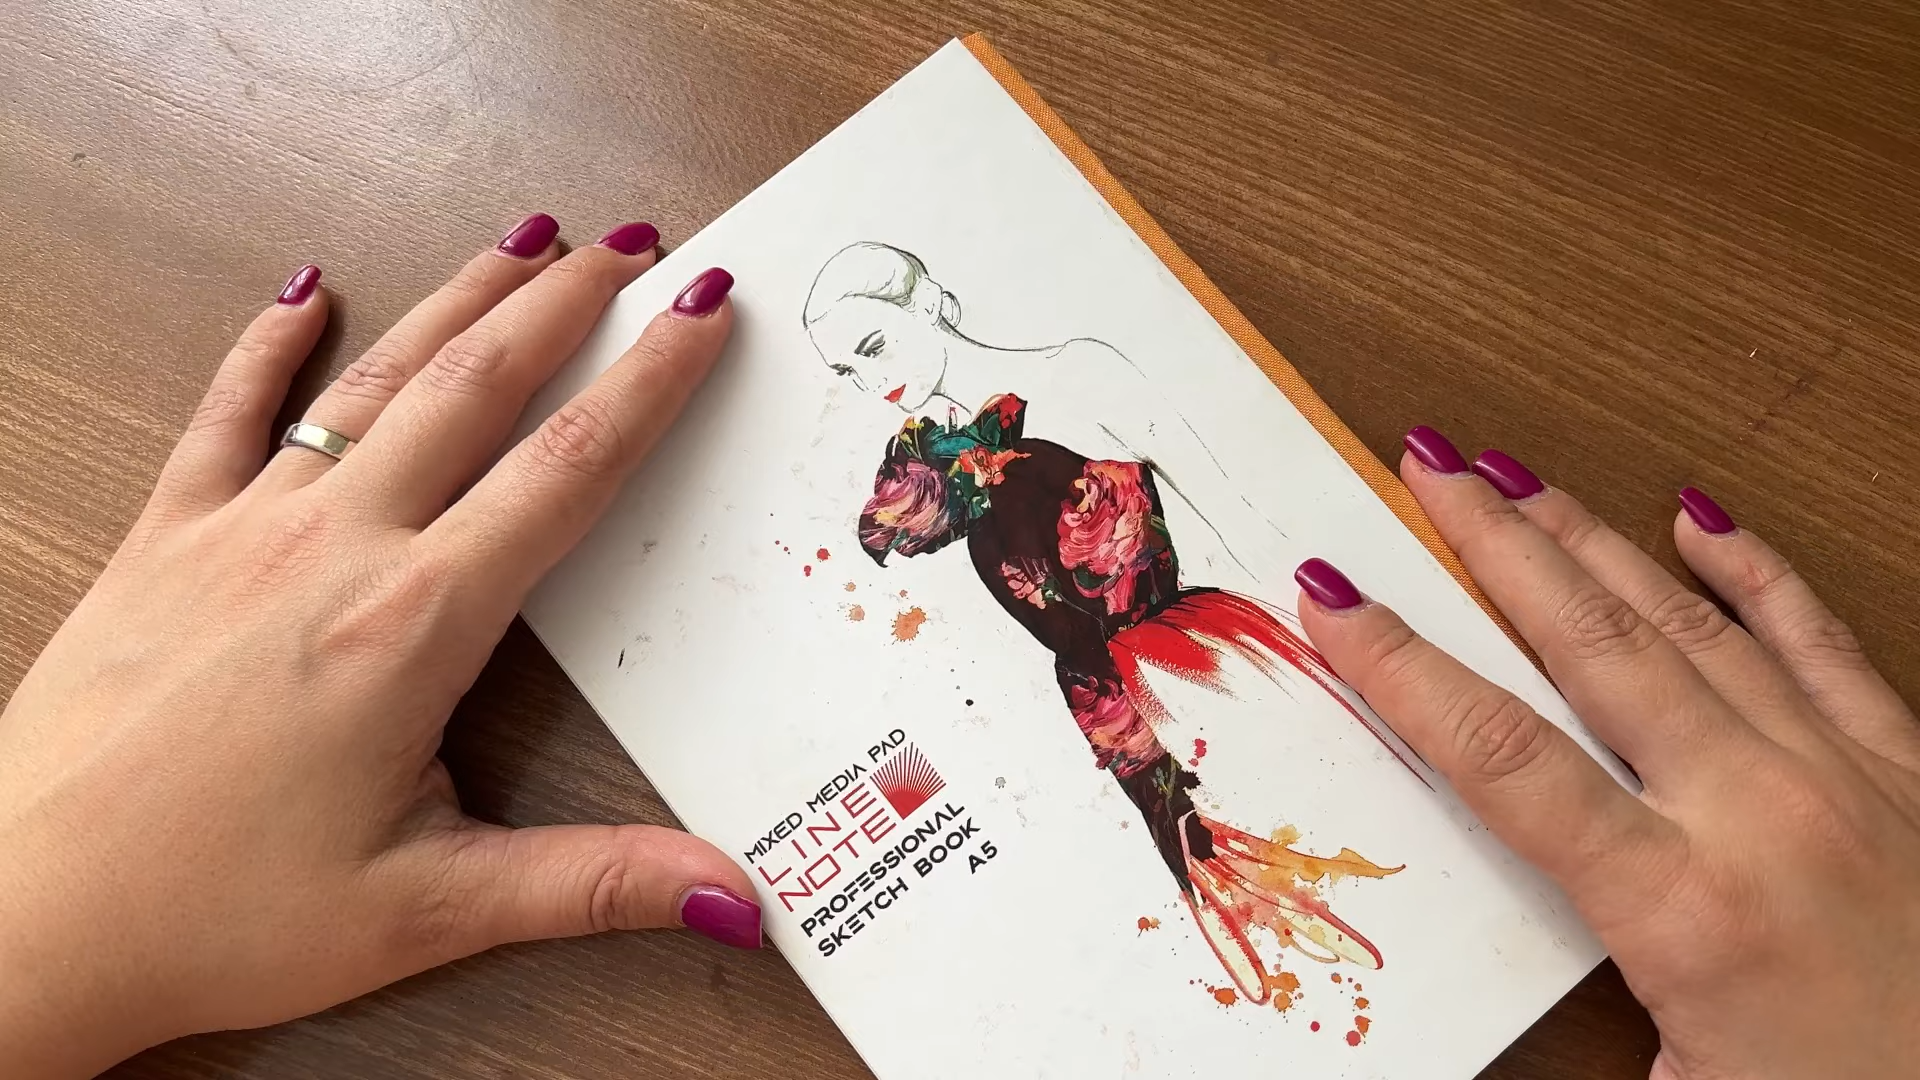 MIXED MEDIA PAD
LINE
NOTE
PROFESSIONAL
SKETCH BOOK
A5